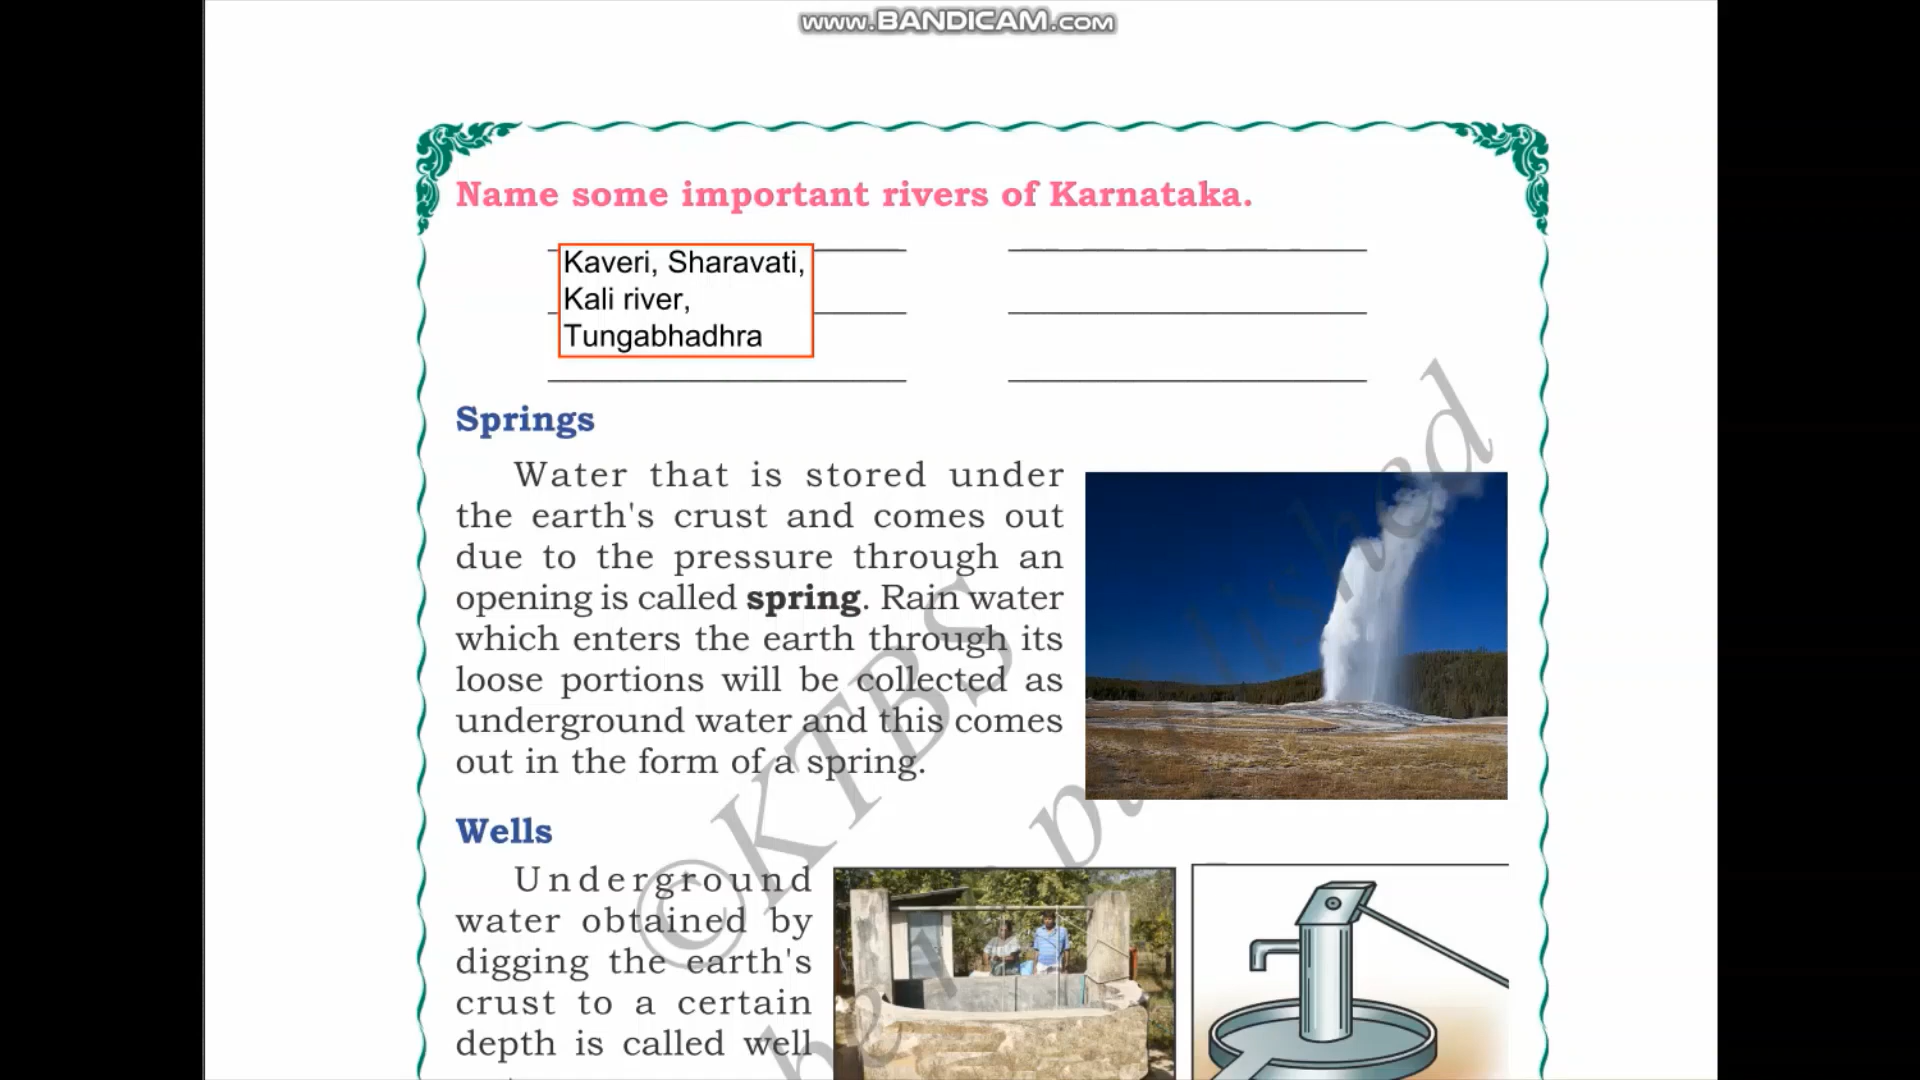 www.BANDICAM.com
Name some important rivers of Karnataka.
Kaveri, Sharavati,
Kali river,
Tungabhadhra
Springs
Water that is stored under
the earth's crust and comes out
due to the pressure through an
opening is called spring. Rain water
which enters the earth through its
loose portions will be collected as
underground water and this comes
out in the form of a spring.
Wells
Underground
water obtained by
digging the earth's
crust to a certain
depth is called well
©KTBS
be published